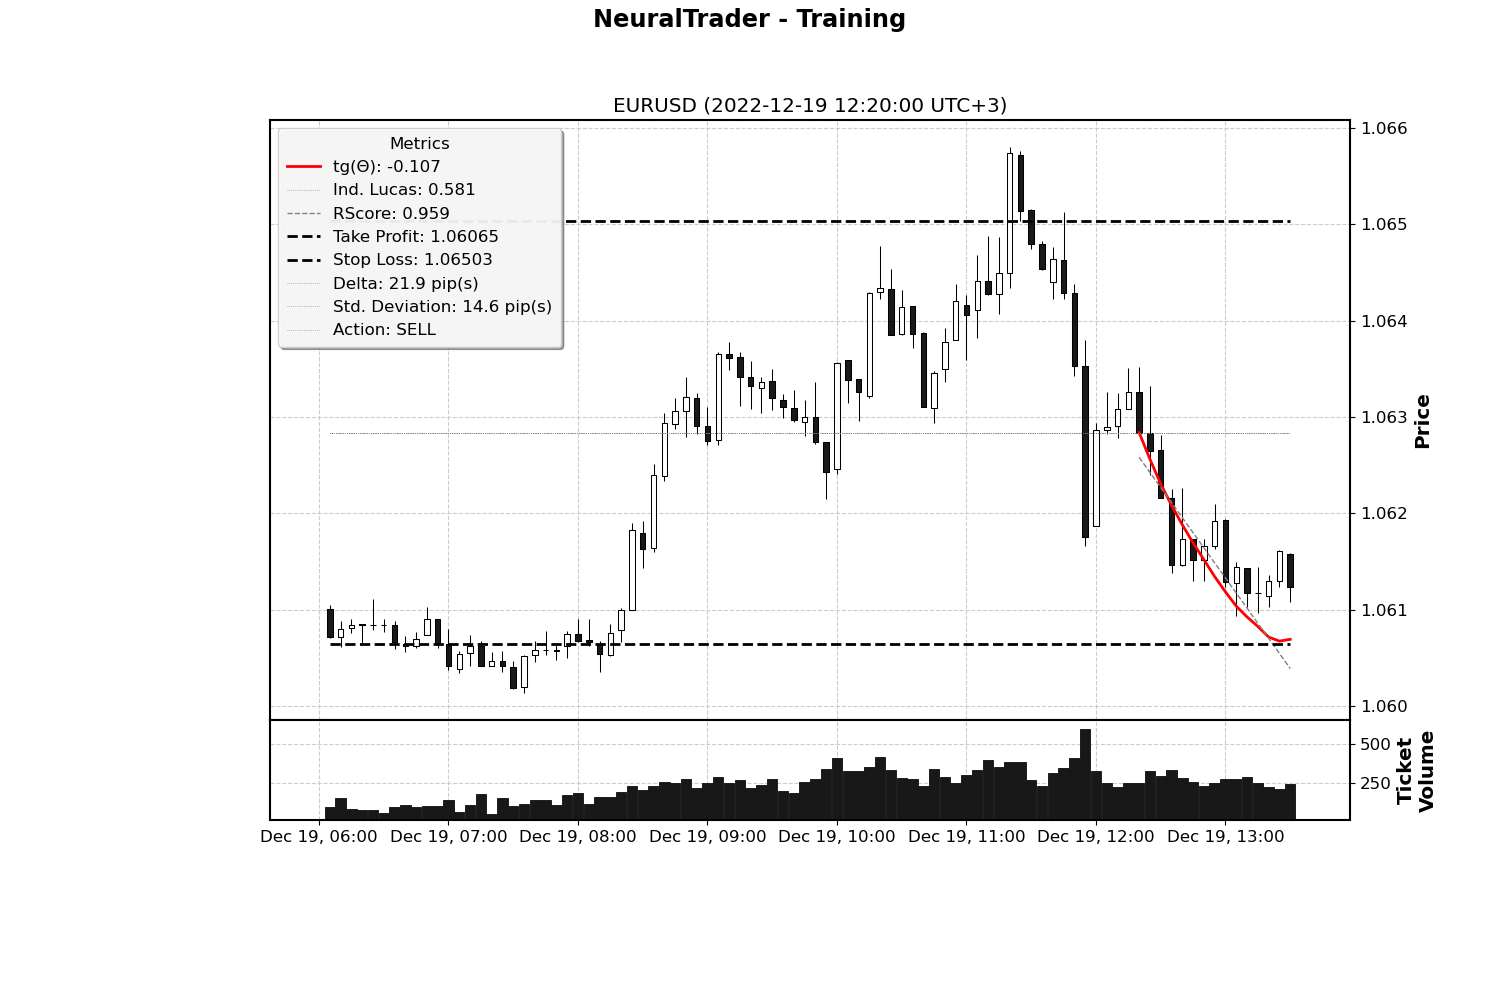 NeuralTrader - Training
EURUSD (2022-12-19 12:20:00 UTC+3)
Metrics
tg(Θ): -0.107
Ind. Lucas: 0.581
RScore: 0.959
Take Profit: 1.06065
Stop Loss: 1.06503
Delta: 21.9 pip(s)
Std. Deviation: 14.6 pip(s)
Action: SELL
1.066
1.065
1.064
1.063
1.062
1.061
1.060
Price
500
250
Ticket
Volume
Dec 19, 06:00 Dec 19, 07:00 Dec 19, 08:00 Dec 19, 09:00 Dec 19, 10:00 Dec 19, 11:00 Dec 19, 12:00 Dec 19, 13:00